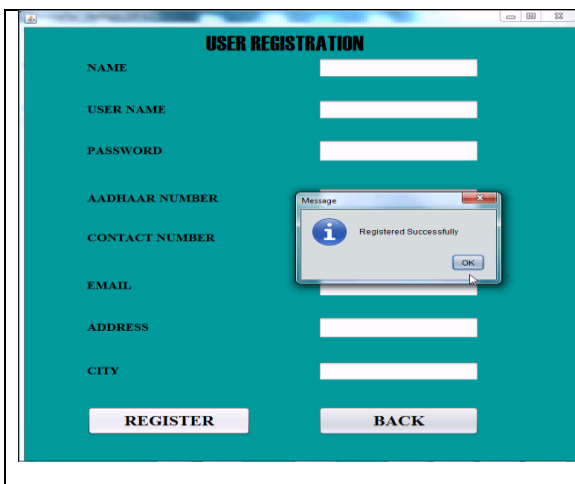 USER REGISTRATION
NAME
USER NAME
PASSWORD
AADHAAR NUMBER
Message
Registered Successfully
CONTACT NUMBER
OK
EMAIL
ADDRESS
CITY
REGISTER
BACK